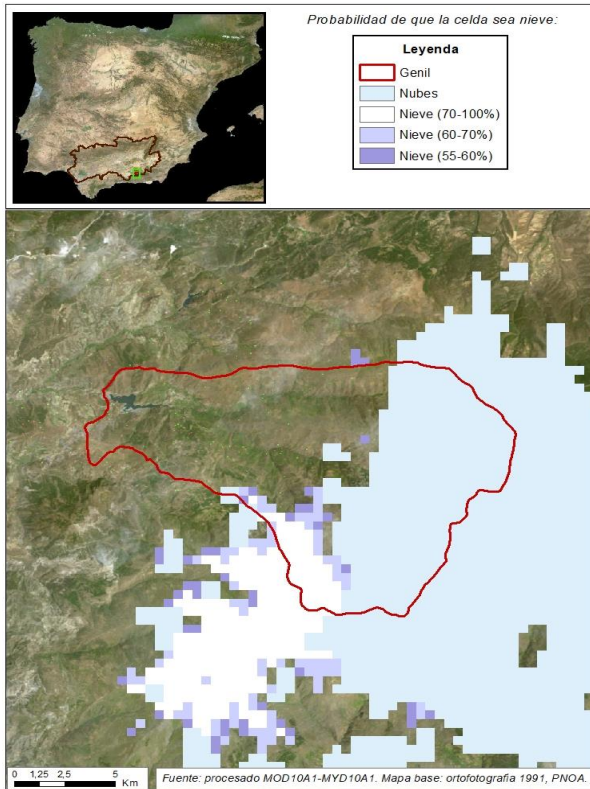 Probabilidad de que la celda sea nieve:
Leyenda
Genil
Nubes
Nieve (70-100%)
Nieve (60-70%)
Nieve (55-60%)
0 1,25 2,5 5
Km
Fuente: procesado MOD10A1-MYD10A1. Mapa base: ortofotografia 1991, PNOA.